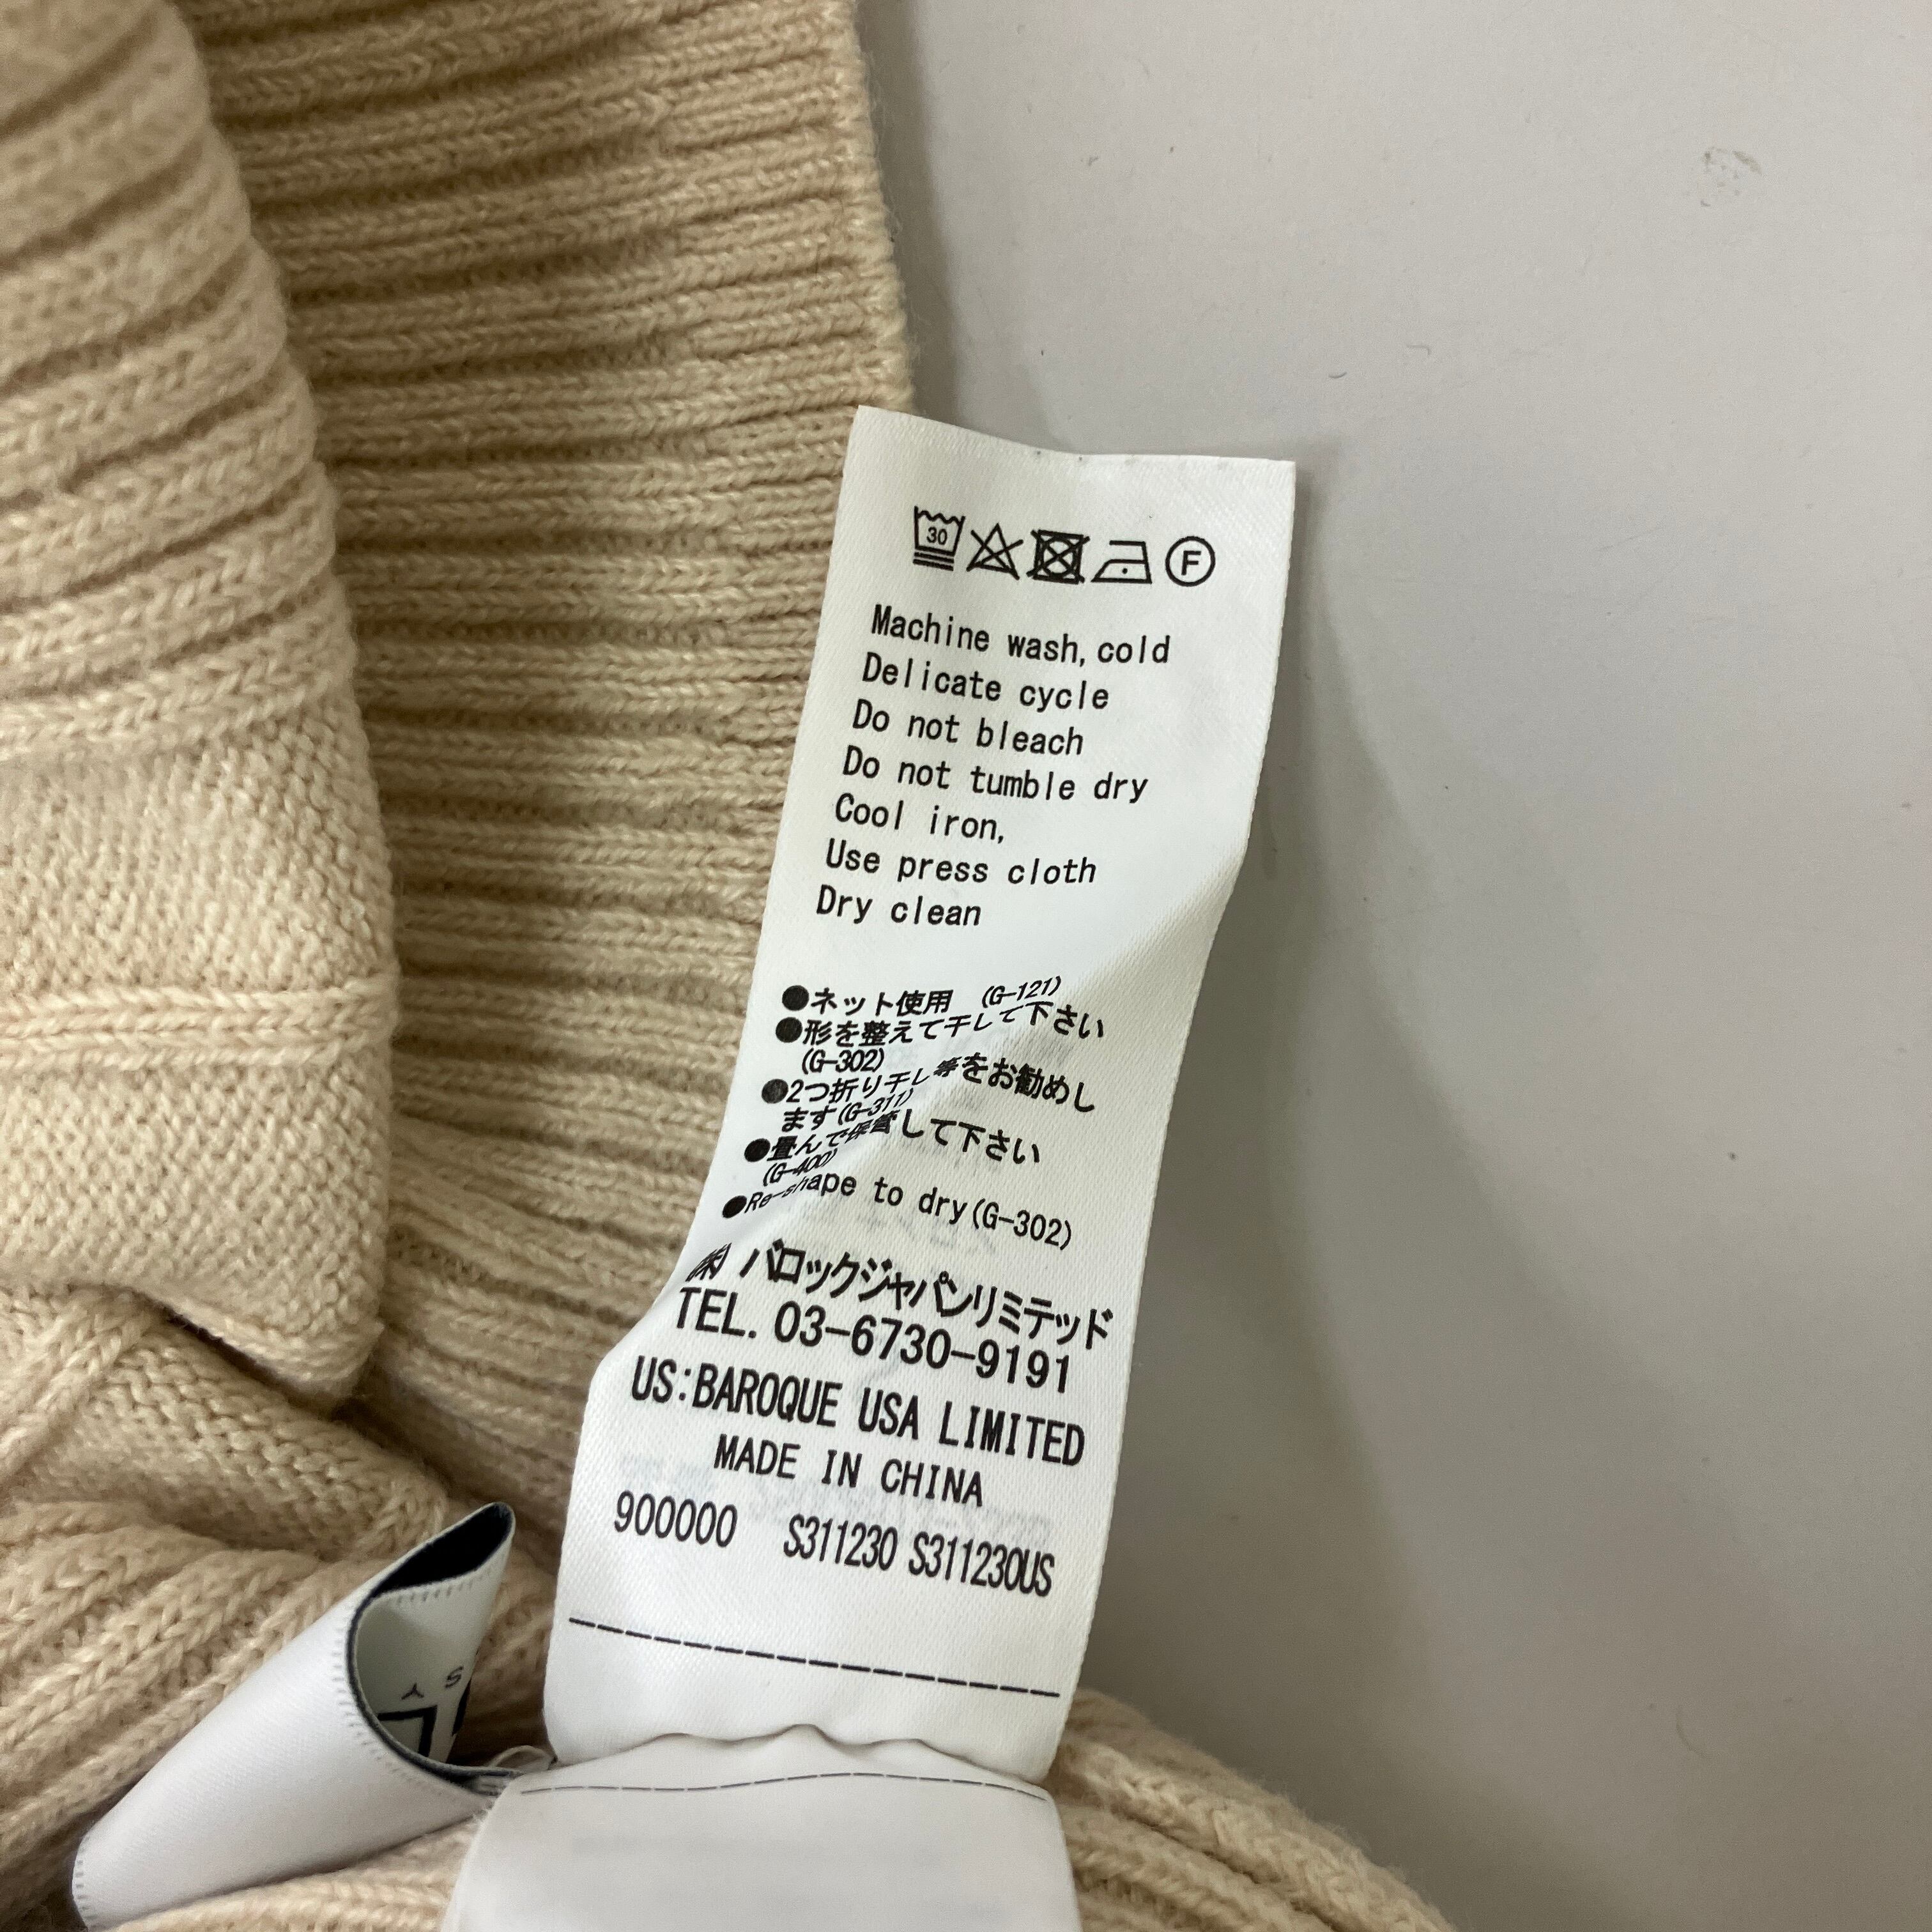 30 F
Machine wash, cold
Delicate cycle
Do not bleach
Do not tumble dry
Cool iron,
Use press cloth
Dry clean
●ネット使用 (G-121)
●形を整えて干して下さい
(G-302)
●2つ折り干し等をお勧めし
ます(G-311)
●畳んで保管して下さい
(G-400)
●Re-shape to dry(G-302)
㈱ バロックジャパンリミテッド
TEL. 03-6730-9191
US:BAROQUE USA LIMITED
MADE IN CHINA
900000 S311230 S311230US